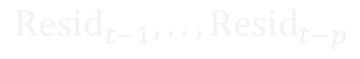 Resid_{t−1}, . . , Resid_{t−p}